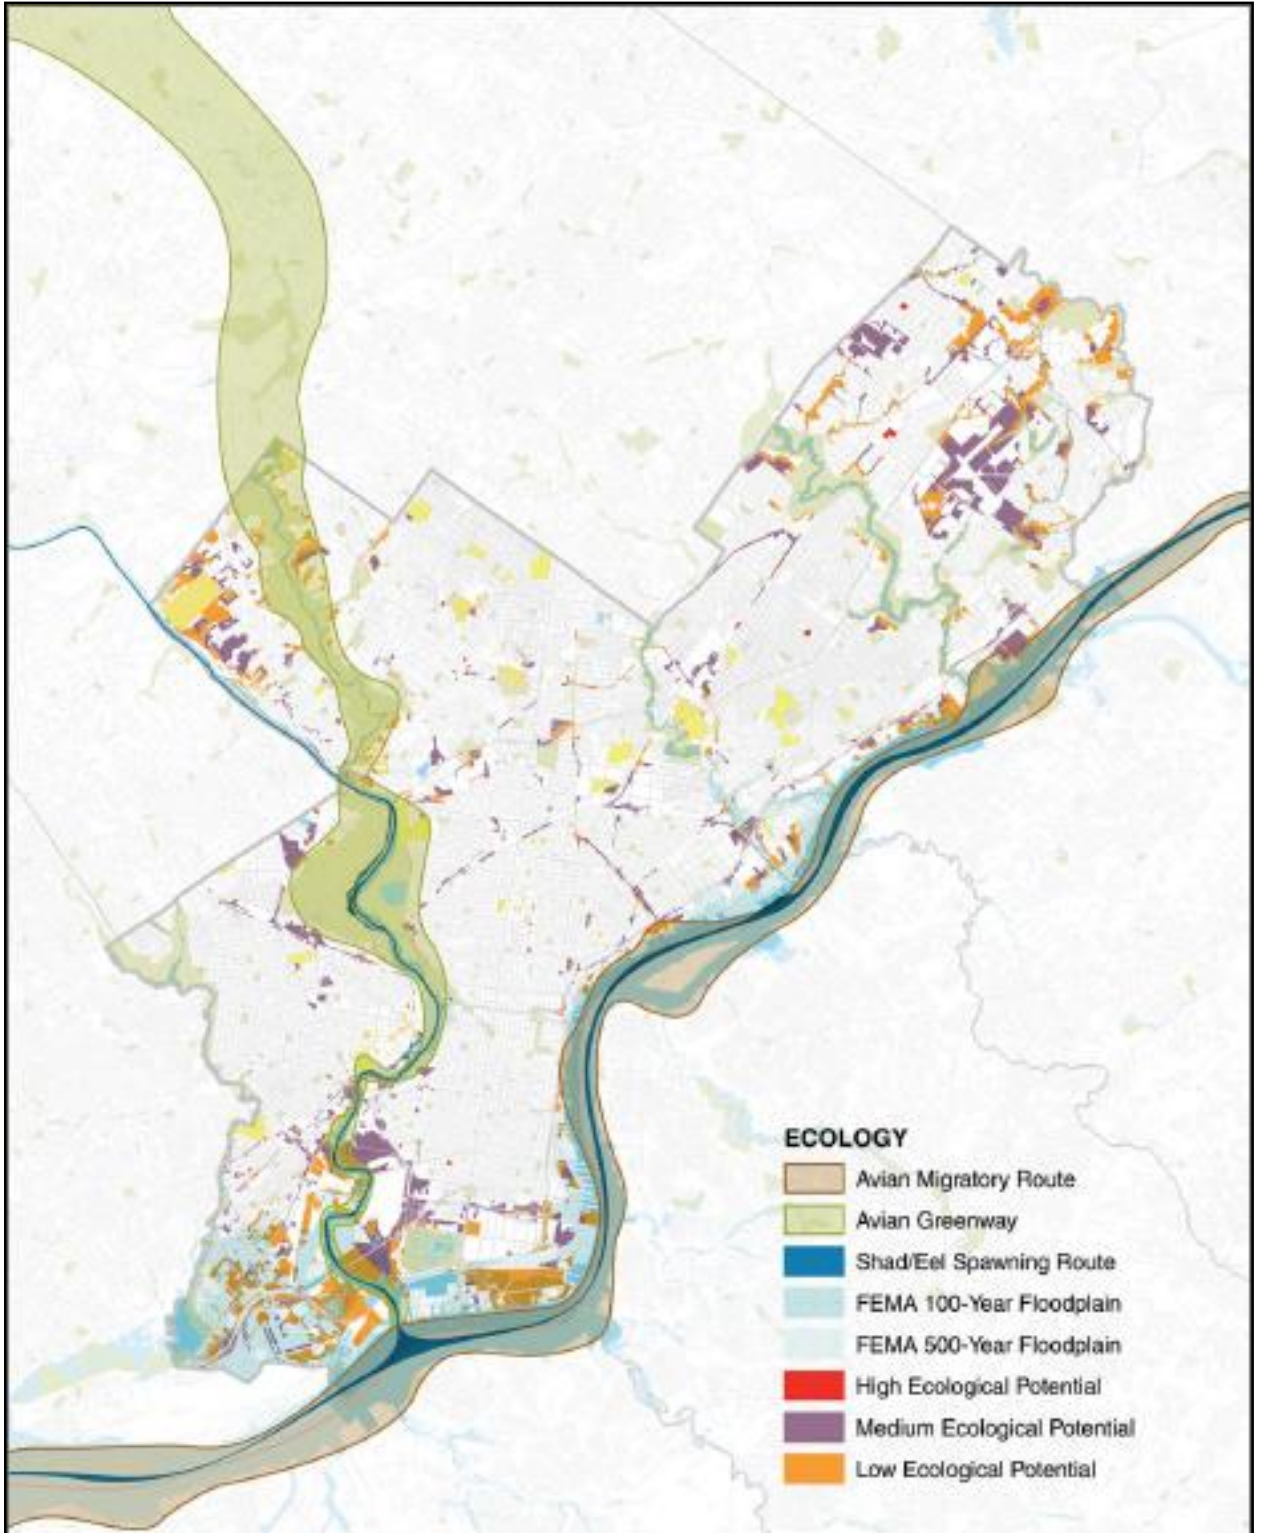 ECOLOGY
Avian Migratory Route
Avian Greenway
Shad/Eel Spawning Route
FEMA 100-Year Floodplain
FEMA 500-Year Floodplain
High Ecological Potential
Medium Ecological Potential
Low Ecological Potential